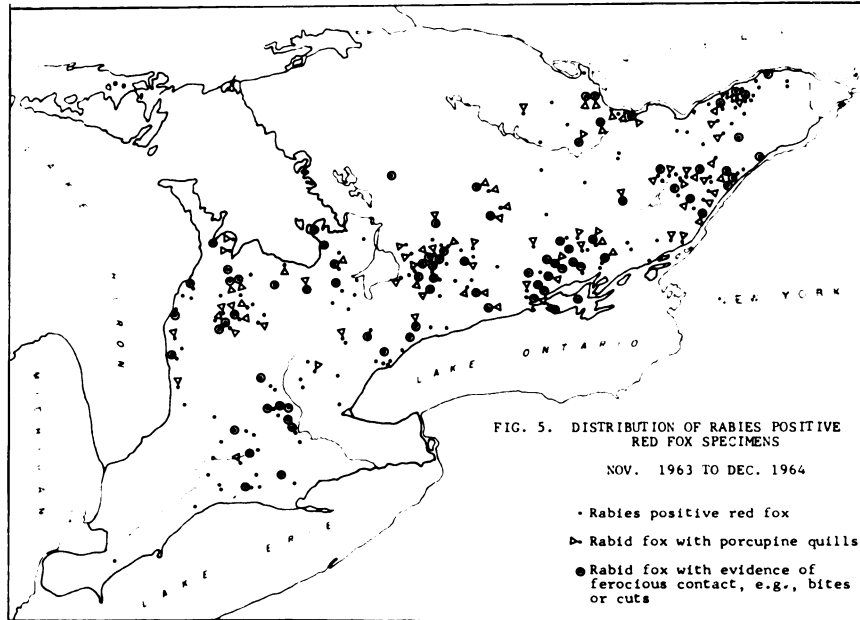 HURON
MICHIGAN
NEW YORK
LAKE ONTARIO
LAKE ERIE
FIG. 5. DISTRIBUTION OF RABIES POSITIVE
RED FOX SPECIMENS
NOV. 1963 TO DEC. 1964
Rabies positive red fox
Rabid fox with porcupine quills
Rabid fox with evidence of
ferocious contact, e.g., bites
or cuts